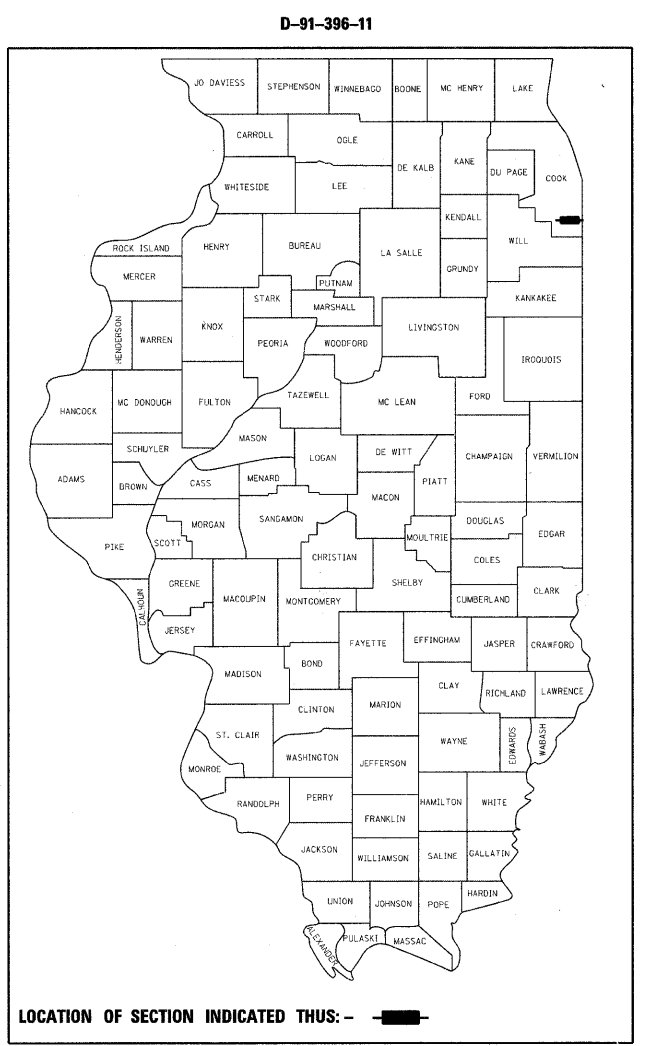 D-91-396-11
JO DAVIESS STEPHENSON WINNEBAGO BOONE MC HENRY LAKE
CARROLL OGLE
DE KALB KANE DU PAGE COOK
WHITESIDE LEE
KENDALL
ROCK ISLAND HENRY BUREAU LA SALLE WILL
MERCER GRUNDY
PUTNAM
STARK MARSHALL KANKAKEE
HENDERSON WARREN KNOX PEORIA WOODFORD LIVINGSTON
IROQUOIS
HANCOCK MC DONOUGH FULTON TAZEWELL MC LEAN FORD
MASON
SCHUYLER LOGAN DE WITT CHAMPAIGN VERMILION
ADAMS BROWN CASS MENARD PIATT
MACON
MORGAN SANGAMON DOUGLAS
PIKE SCOTT MOULTRIE EDGAR
CHRISTIAN COLES
GREENE SHELBY
CALHOUN MACOUPIN MONTGOMERY CUMBERLAND CLARK
JERSEY
FAYETTE EFFINGHAM JASPER CRAWFORD
MADISON BOND
CLAY RICHLAND LAWRENCE
CLINTON MARION
ST. CLAIR WAYNE EDWARDS WABASH
WASHINGTON JEFFERSON
MONROE
RANDOLPH PERRY HAMILTON WHITE
FRANKLIN
JACKSON WILLIAMSON SALINE GALLATIN
UNION JOHNSON POPE HARDIN
ALEXANDER PULASKI MASSAC
LOCATION OF SECTION INDICATED THUS: -